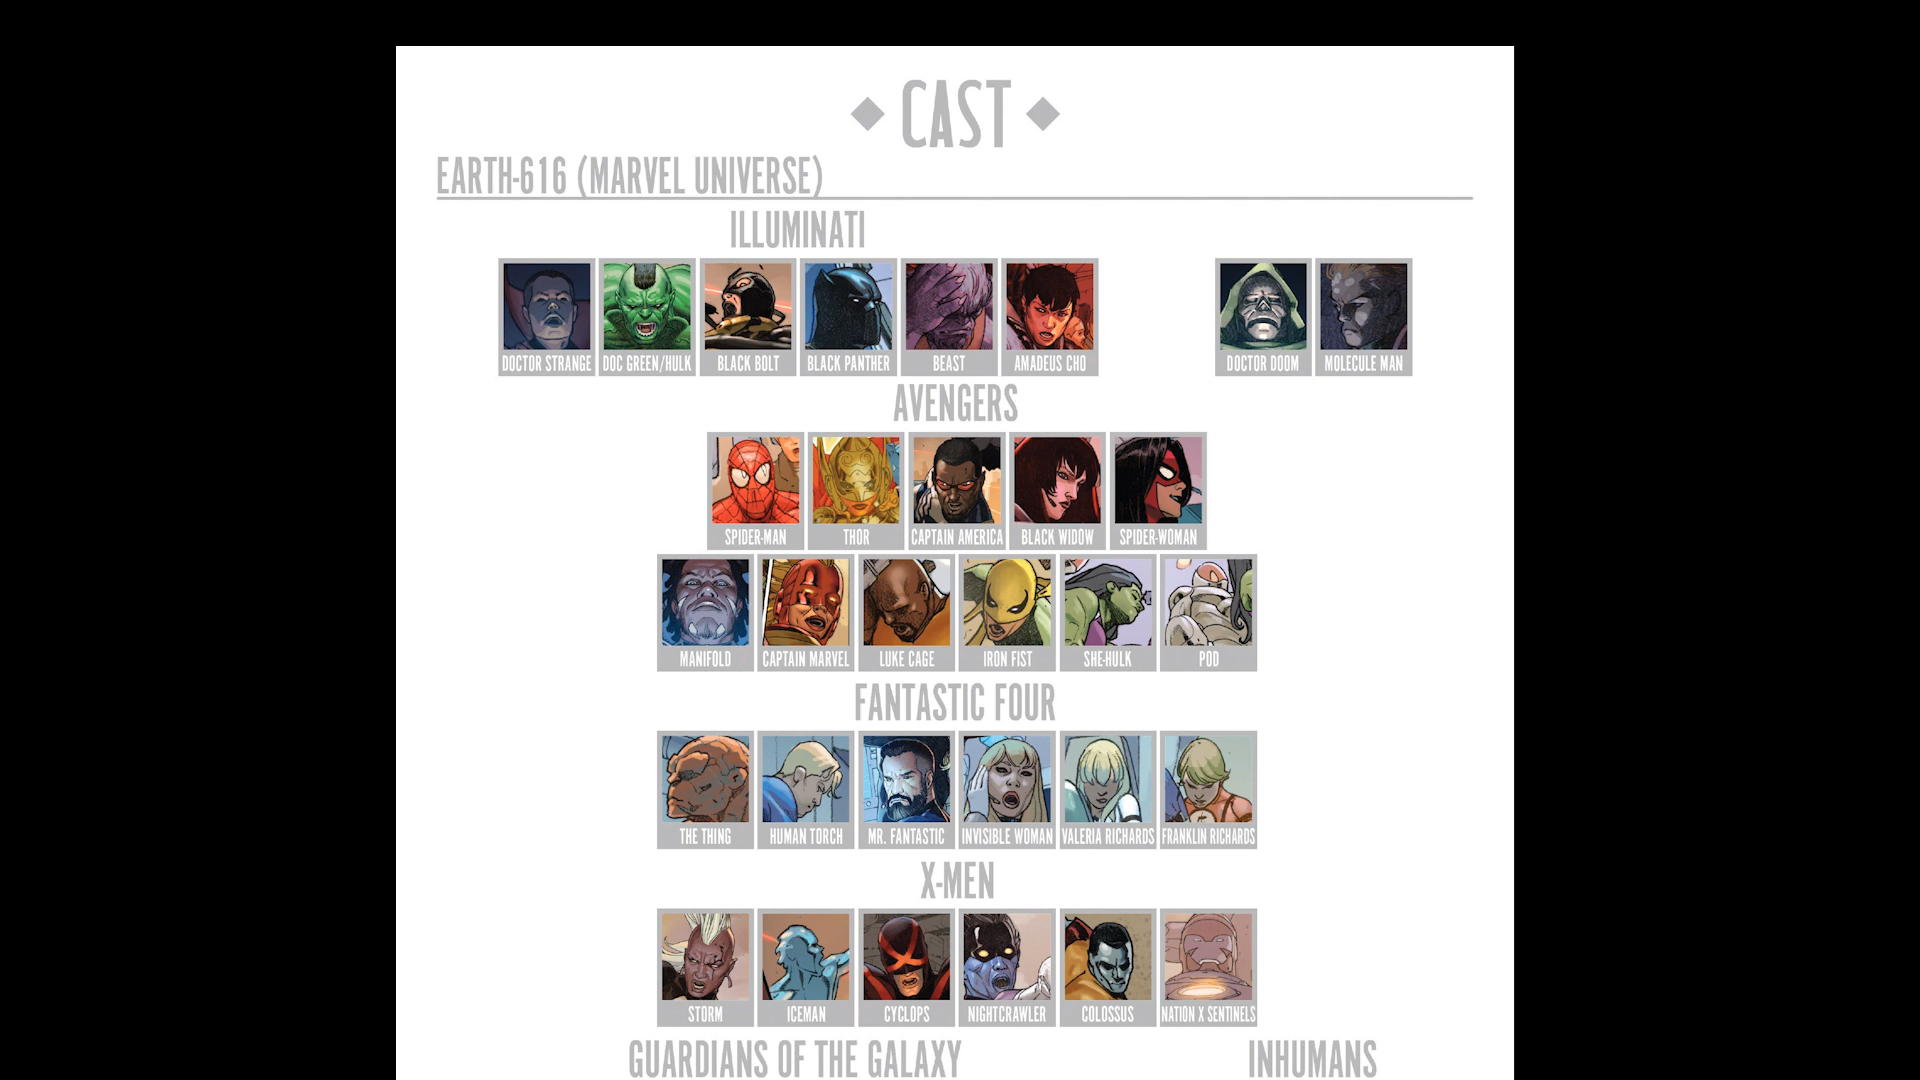 CAST
EARTH-616 (MARVEL UNIVERSE)
ILLUMINATI
DOCTOR STRANGE DOC GREEN/HULK BLACK BOLT BLACK PANTHER BEAST AMADEUS CHO DOCTOR DOOM MOLECULE MAN
AVENGERS
SPIDER-MAN THOR CAPTAIN AMERICA BLACK WIDOW SPIDER-WOMAN
MANIFOLD CAPTAIN MARVEL LUKE CAGE IRON FIST SHE-HULK POD
FANTASTIC FOUR
THE THING HUMAN TORCH MR. FANTASTIC INVISIBLE WOMAN VALERIA RICHARDS FRANKLIN RICHARDS
X-MEN
STORM ICEMAN CYCLOPS NIGHTCRAWLER COLOSSUS NATION X SENTINELS
GUARDIANS OF THE GALAXY INHUMANS